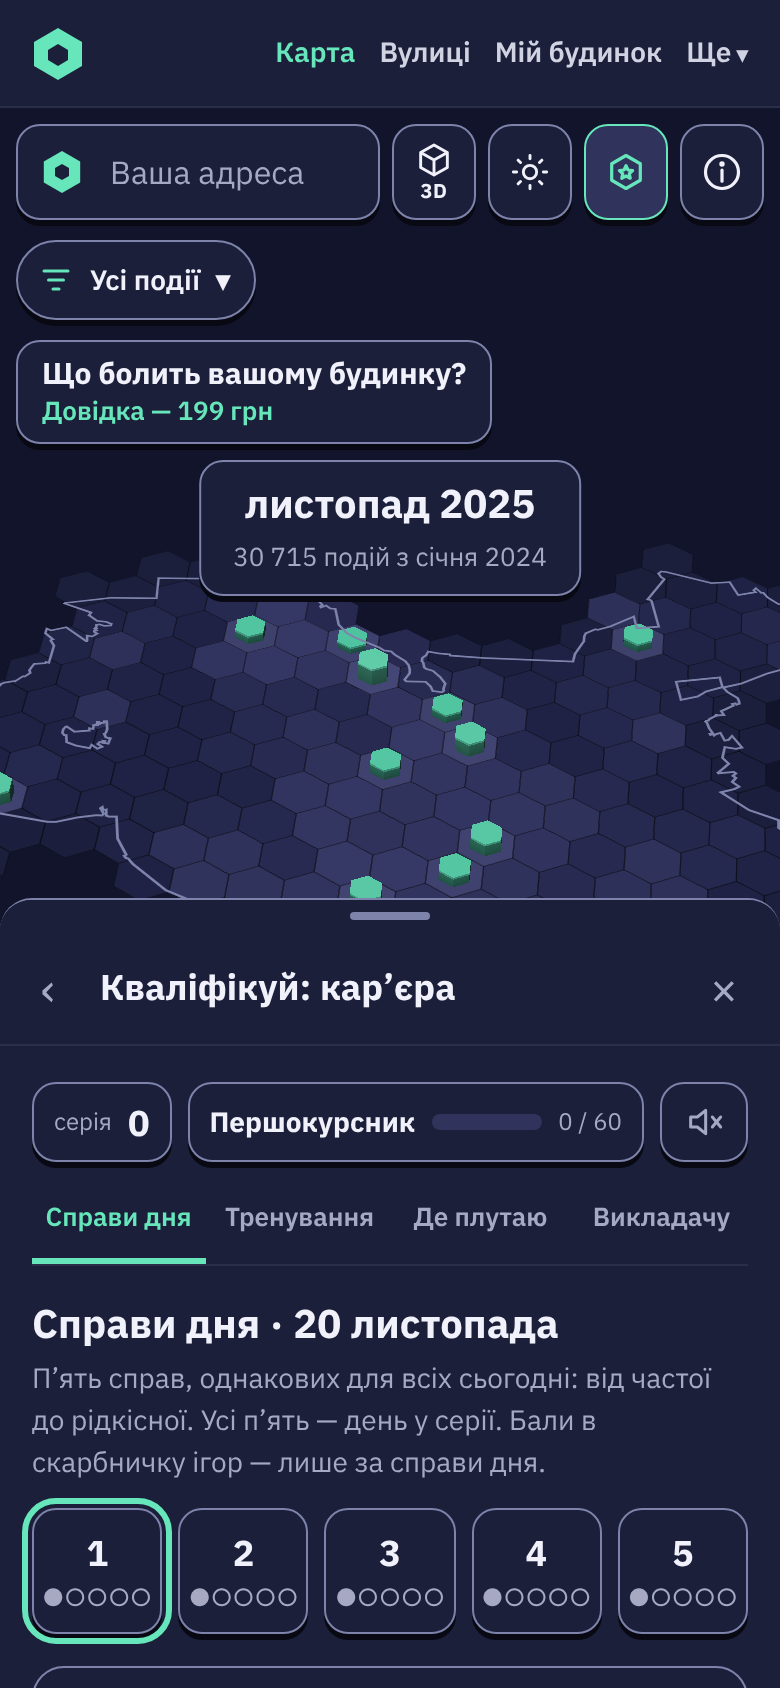 Карта Вулиці Мій будинок Ще ▾
Ваша адреса
3D
Усі події ▼
Що болить вашому будинку?
Довідка — 199 грн
листопад 2025
30 715 подій з січня 2024
‹ Кваліфікуй: кар’єра ×
серія 0
Першокурсник 0 / 60
Справи дня Тренування Де плутаю Викладачу
Справи дня · 20 листопада
П’ять справ, однакових для всіх сьогодні: від частої
до рідкісної. Усі п’ять — день у серії. Бали в
скарбничку ігор — лише за справи дня.
1 2 3 4 5